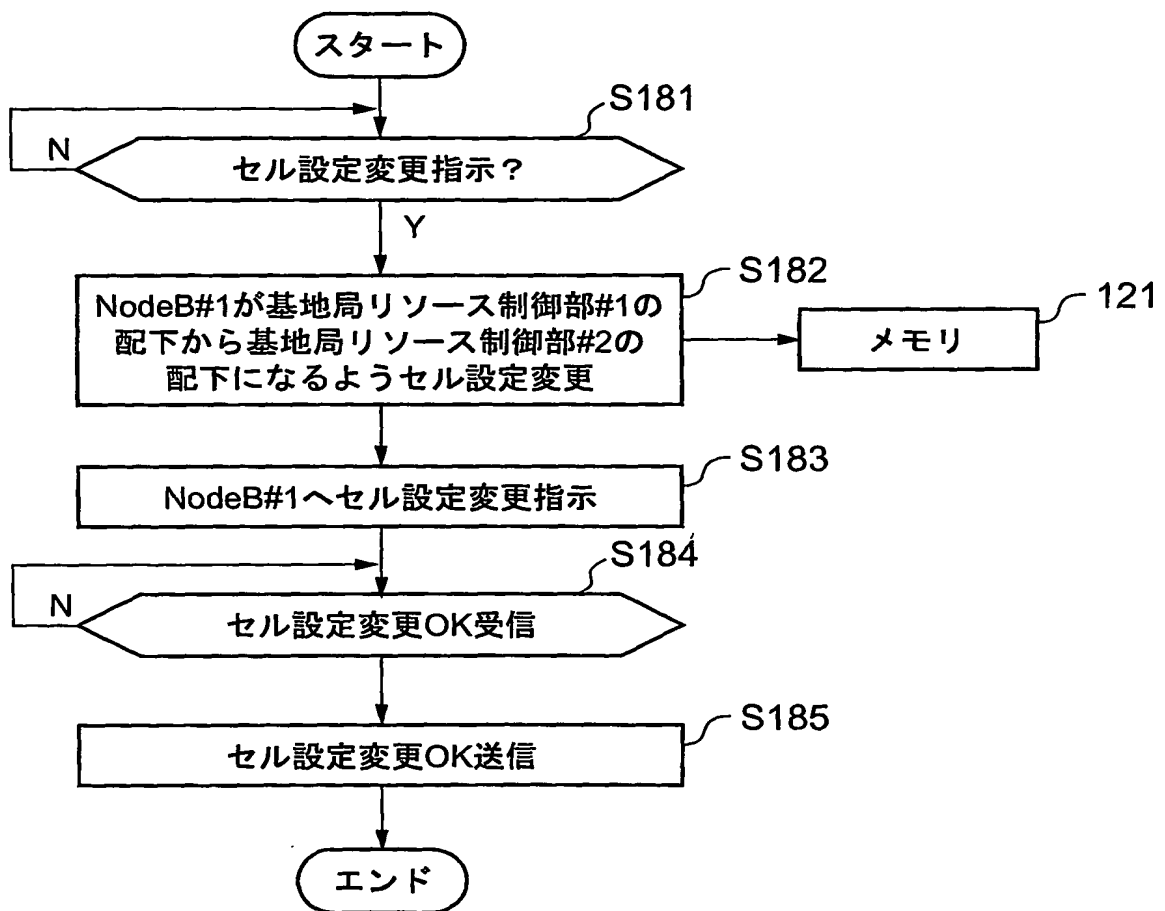 スタート
S181
N
セル設定変更指示？
Y
S182
NodeB#1が基地局リソース制御部#1の
配下から基地局リソース制御部#2の
配下になるようセル設定変更
121
メモリ
S183
NodeB#1へセル設定変更指示
S184
N
セル設定変更OK受信
S185
セル設定変更OK送信
エンド